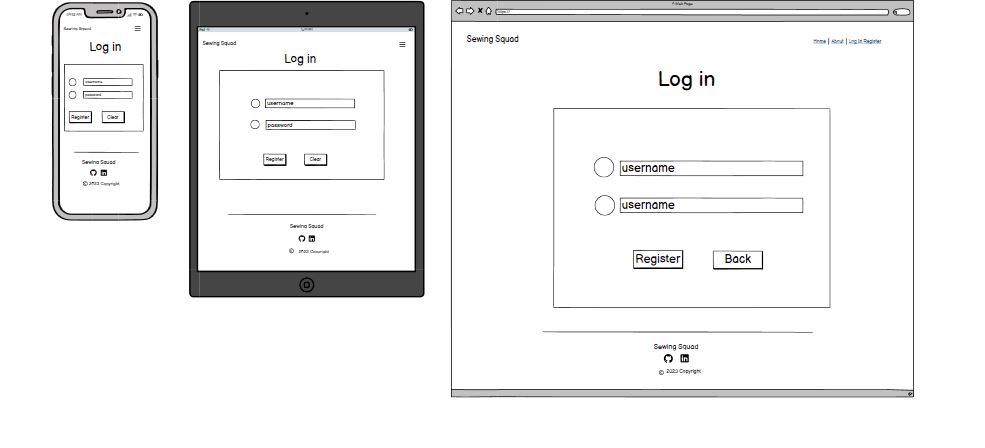 Sewing Squad
Log in
username
password
Register Clear
Sewing Squad
© 2023 Copyright
Sewing Squad
Log in
username
password
Register Clear
Sewing Squad
© 2023 Copyright
A Web Page
https://
Sewing Squad
Home | About | Log In Register
Log in
username
username
Register Back
Sewing Squad
© 2023 Copyright